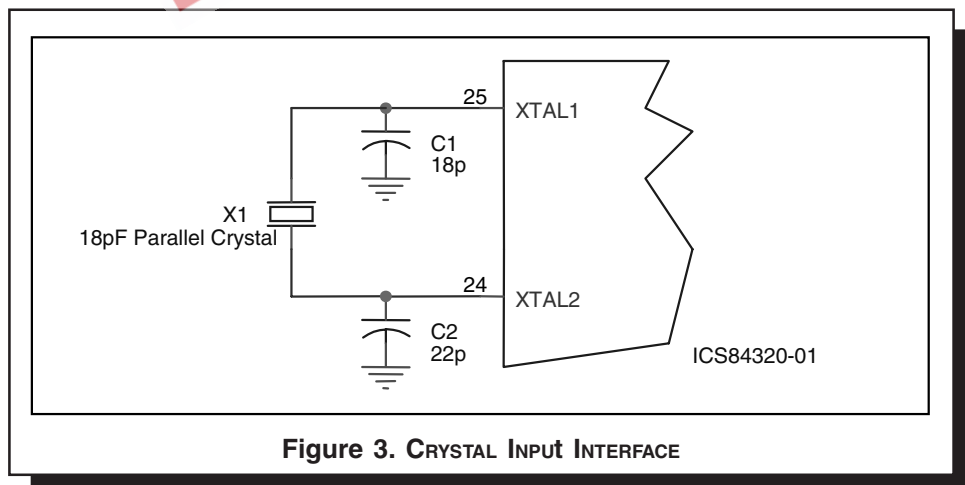 25
XTAL1
C1
18p
X1
18pF Parallel Crystal
24
XTAL2
C2
22p
ICS84320-01
Figure 3. CRYSTAL INPUt INTERFACE